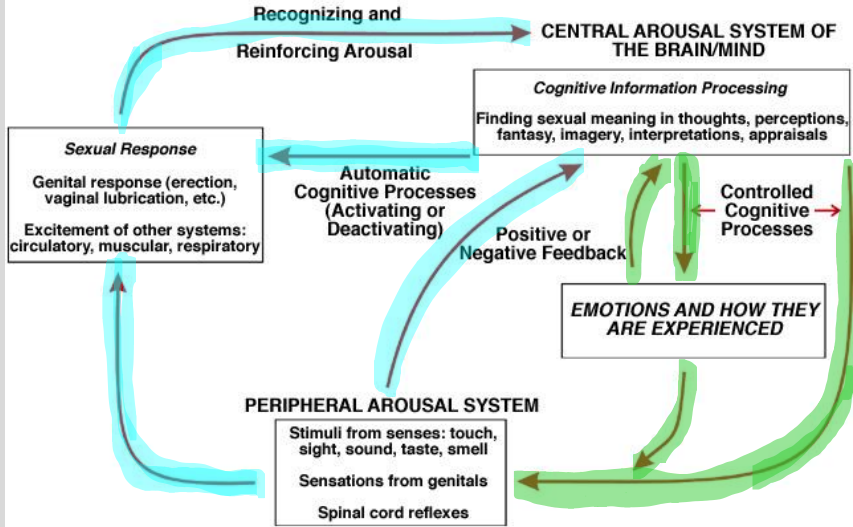 Recognizing and
Reinforcing Arousal
CENTRAL AROUSAL SYSTEM OF
THE BRAIN/MIND
Cognitive Information Processing
Finding sexual meaning in thoughts, perceptions,
fantasy, imagery, interpretations, appraisals
Sexual Response
Genital response (erection,
vaginal lubrication, etc.)
Excitement of other systems:
circulatory, muscular, respiratory
Automatic
Cognitive Processes
(Activating or
Deactivating)
Positive or
Negative Feedback
Controlled
Cognitive
Processes
EMOTIONS AND HOW THEY
ARE EXPERIENCED
PERIPHERAL AROUSAL SYSTEM
Stimuli from senses: touch,
sight, sound, taste, smell
Sensations from genitals
Spinal cord reflexes